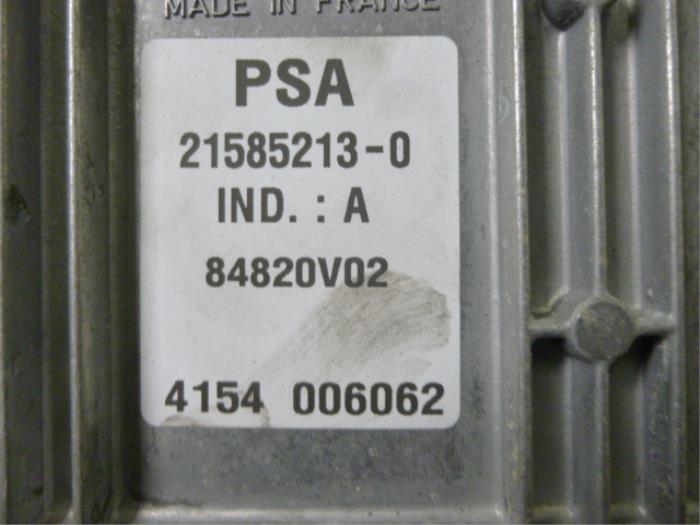 MADE IN FRANCE
PSA
21585213-0
IND. : A
84820V02
4154 006062